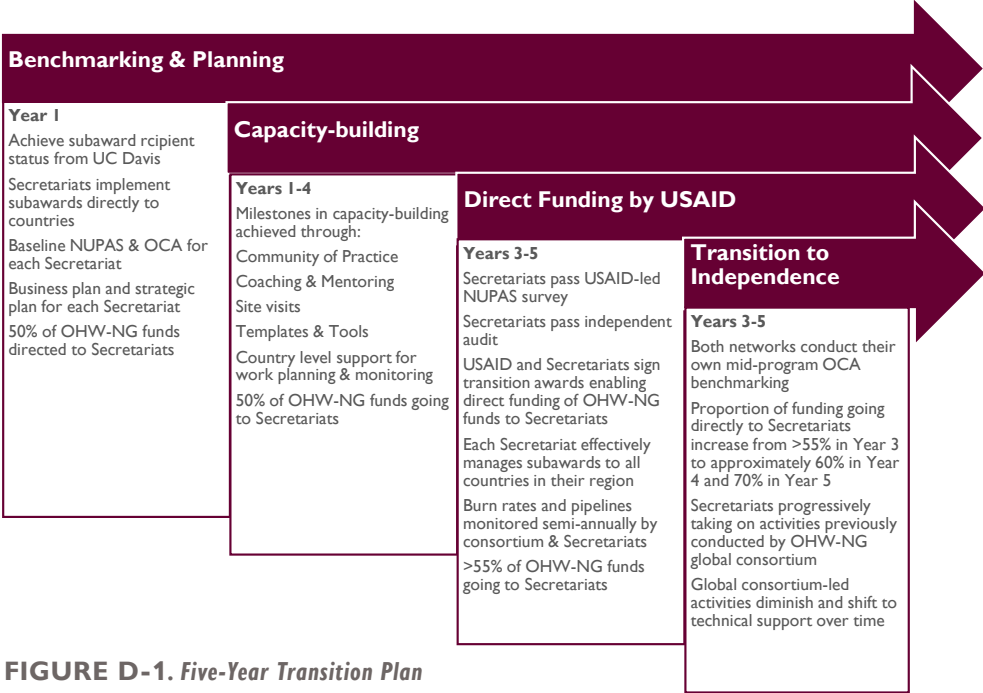 Benchmarking & Planning
Year 1
Achieve subaward rcipient
status from UC Davis
Secretariats implement
subawards directly to
countries
Baseline NUPAS & OCA for
each Secretariat
Business plan and strategic
plan for each Secretariat
50% of OHW-NG funds
directed to Secretariats
Capacity-building
Years 1-4
Milestones in capacity-building
achieved through:
Community of Practice
Coaching & Mentoring
Site visits
Templates & Tools
Country level support for
work planning & monitoring
50% of OHW-NG funds going
to Secretariats
Direct Funding by USAID
Years 3-5
Secretariats pass USAID-led
NUPAS survey
Secretariats pass independent
audit
USAID and Secretariats sign
transition awards enabling
direct funding of OHW-NG
funds to Secretariats
Each Secretariat effectively
manages subawards to all
countries in their region
Burn rates and pipelines
monitored semi-annually by
consortium & Secretariats
>55% of OHW-NG funds
going to Secretariats
Transition to
Independence
Years 3-5
Both networks conduct their
own mid-program OCA
benchmarking
Proportion of funding going
directly to Secretariats
increase from >55% in Year 3
to approximately 60% in Year
4 and 70% in Year 5
Secretariats progressively
taking on activities previously
conducted by OHW-NG
global consortium
Global consortium-led
activities diminish and shift to
technical support over time
FIGURE D-1. Five-Year Transition Plan